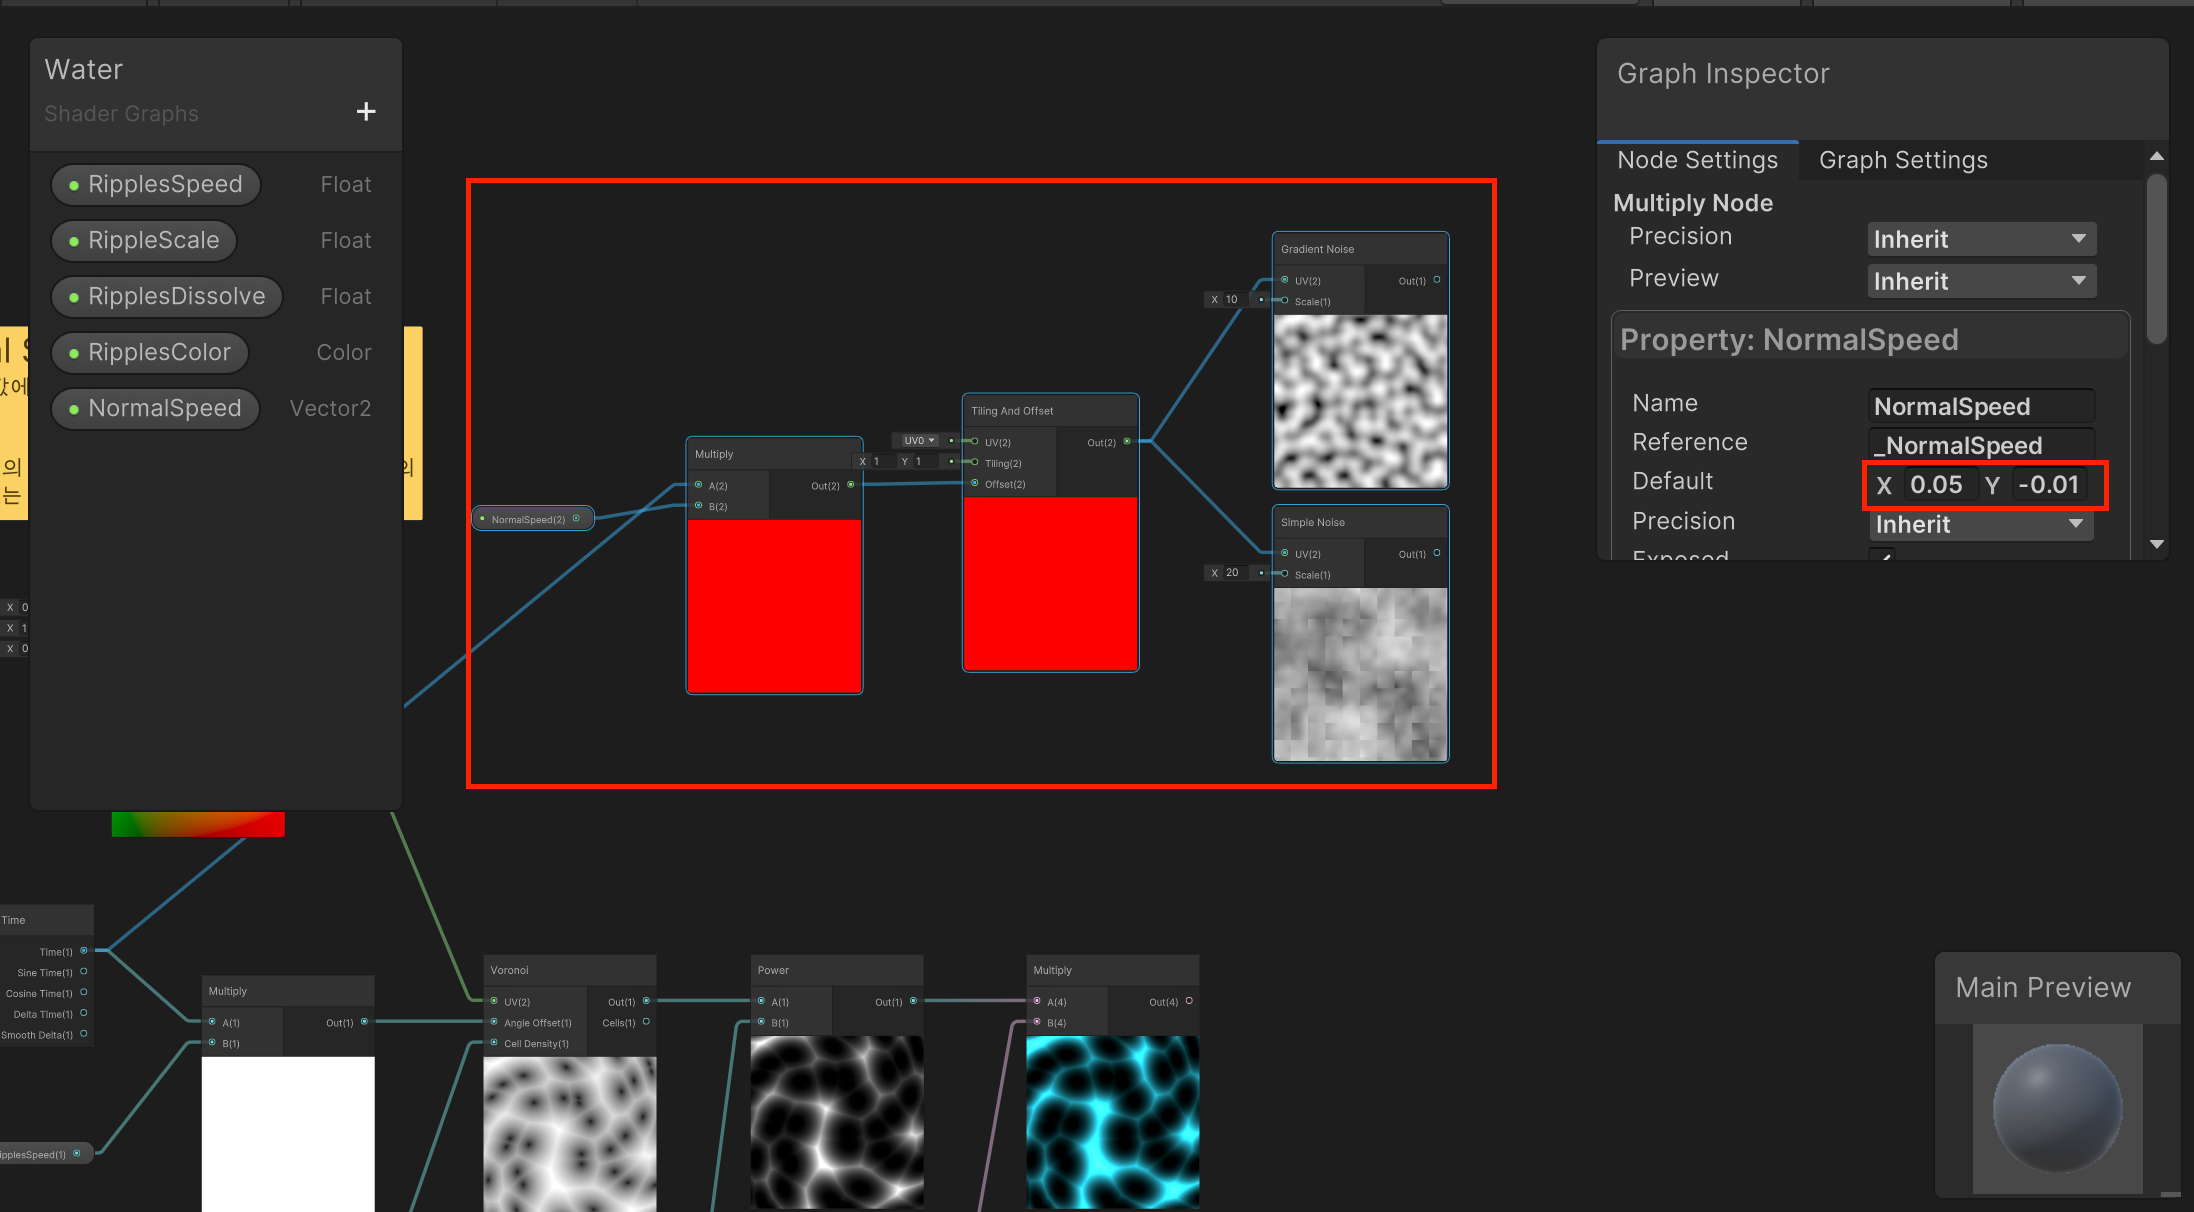 Water
Shader Graphs
+
RipplesSpeed Float
RippleScale Float
RipplesDissolve Float
RipplesColor Color
NormalSpeed Vector2
의
의
는
X 0
X 1
X 0
NormalSpeed(2)
Multiply
A(2) Out(2)
B(2)
Tiling And Offset
UV0 UV(2) Out(2)
X 1 Y 1 Tiling(2)
Offset(2)
Gradient Noise
UV(2) Out(1)
X 10 Scale(1)
Simple Noise
UV(2) Out(1)
X 20 Scale(1)
Graph Inspector
Node Settings Graph Settings
Multiply Node
Precision Inherit
Preview Inherit
Property: NormalSpeed
Name NormalSpeed
Reference _NormalSpeed
Default X 0.05 Y -0.01
Precision Inherit
Exposed
Time
Time(1)
Sine Time(1)
Cosine Time(1)
Delta Time(1)
Smooth Delta(1)
ipplesSpeed(1)
Multiply
A(1) Out(1)
B(1)
Voronoi
UV(2) Out(1)
Angle Offset(1) Cells(1)
Cell Density(1)
Power
A(1) Out(1)
B(1)
Multiply
A(4) Out(4)
B(4)
Main Preview